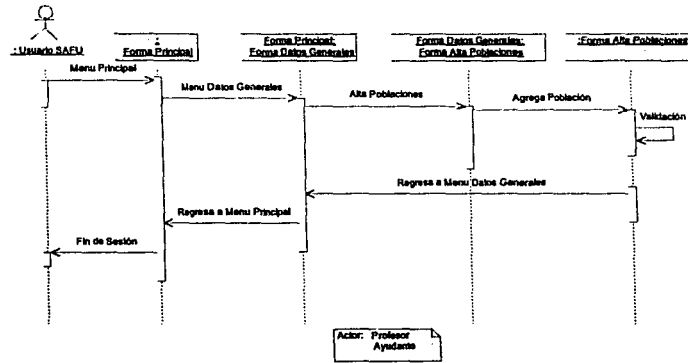 : Usuario SAFU
:
Forma Principal
Forma Principal:
Forma Datos Generales
Forma Datos Generales:
Forma Alta Poblaciones
:Forma Alta Poblaciones
Menu Principal
Menu Datos Generales
Alta Poblaciones
Agrega Población
Validación
Regresa a Menu Datos Generales
Regresa a Menu Principal
Fin de Sesión
Actor: Profesor
Ayudante